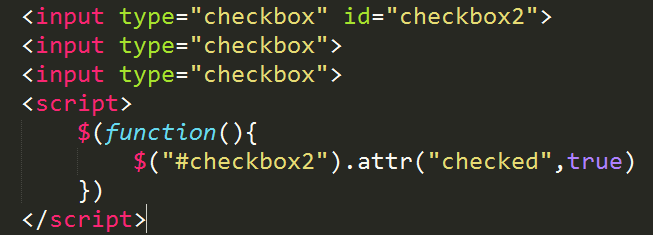 <input type="checkbox" id="checkbox2">
<input type="checkbox">
<input type="checkbox">
<script>
    $(function(){
        $("#checkbox2").attr("checked",true)
    })
</script>